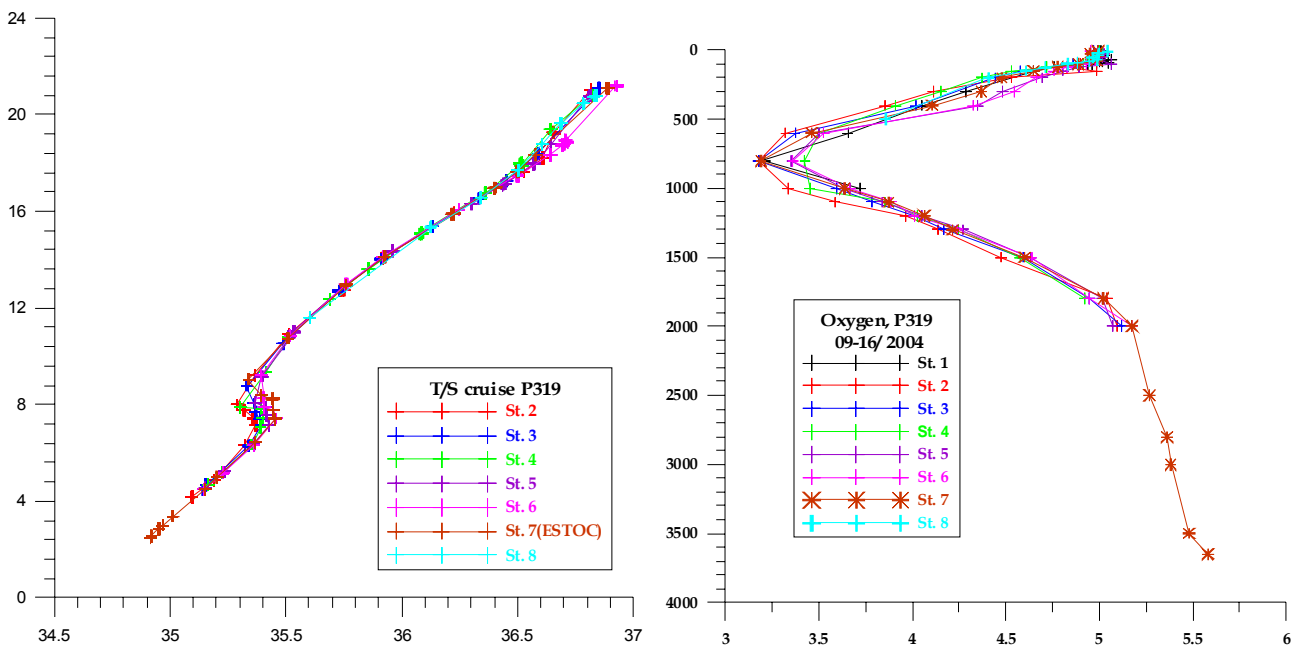 24
20
16
12
8
4
0
34.5 35 35.5 36 36.5 37
T/S cruise P319
St. 2
St. 3
St. 4
St. 5
St. 6
St. 7(ESTOC)
St. 8
0
500
1000
1500
2000
2500
3000
3500
4000
3 3.5 4 4.5 5 5.5 6
Oxygen, P319
09-16/ 2004
St. 1
St. 2
St. 3
St. 4
St. 5
St. 6
St. 7
St. 8